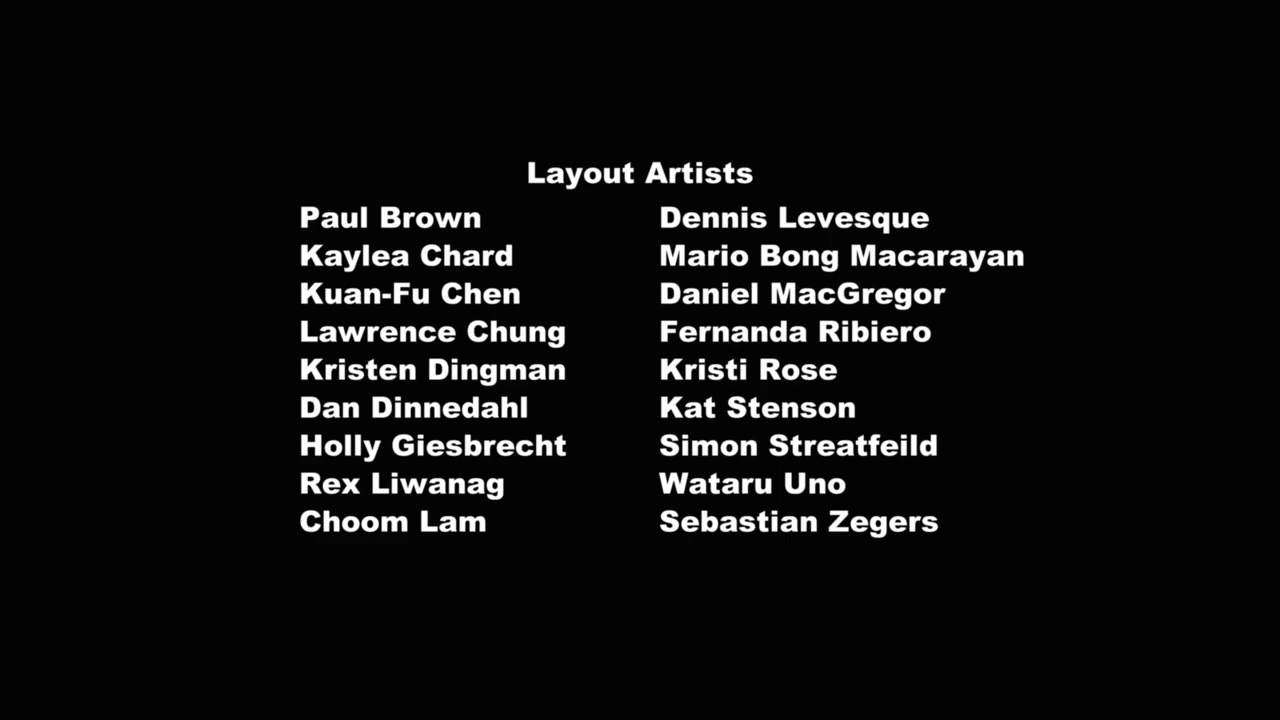 Layout Artists
Paul Brown
Kaylea Chard
Kuan-Fu Chen
Lawrence Chung
Kristen Dingman
Dan Dinnedahl
Holly Giesbrecht
Rex Liwanag
Choom Lam
Dennis Levesque
Mario Bong Macarayan
Daniel MacGregor
Fernanda Ribiero
Kristi Rose
Kat Stenson
Simon Streatfeild
Wataru Uno
Sebastian Zegers